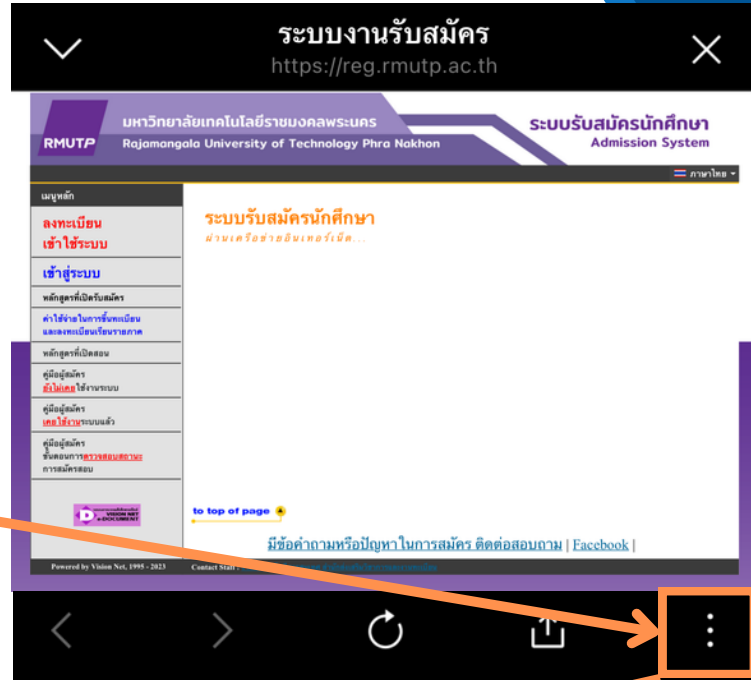 ระบบงานรับสมัคร
https://reg.rmutp.ac.th
RMUTP
มหาวิทยาลัยเทคโนโลยีราชมงคลพระนคร
Rajamangala University of Technology Phra Nakhon
ระบบรับสมัครนักศึกษา
Admission System
ภาษาไทย
เมนูหลัก
ลงทะเบียน
เข้าใช้ระบบ
เข้าสู่ระบบ
หลักสูตรที่เปิดรับสมัคร
ค่าใช้จ่ายในการขึ้นทะเบียน
และลงทะเบียนเรียนรายภาค
หลักสูตรที่เปิดสอน
คู่มือผู้สมัคร
ยังไม่เคยใช้งานระบบ
คู่มือผู้สมัคร
เคยใช้งานระบบแล้ว
คู่มือผู้สมัคร
ขั้นตอนการตรวจสอบสถานะ
การสมัครสอบ
VISION NET
e-DOCUMENT
ระบบรับสมัครนักศึกษา
ผ่านเครือข่ายอินเทอร์เน็ต...
to top of page
มีข้อคำถามหรือปัญหาในการสมัคร ติดต่อสอบถาม | Facebook |
Powered by Vision Net, 1995 - 2023
Contact Staff :